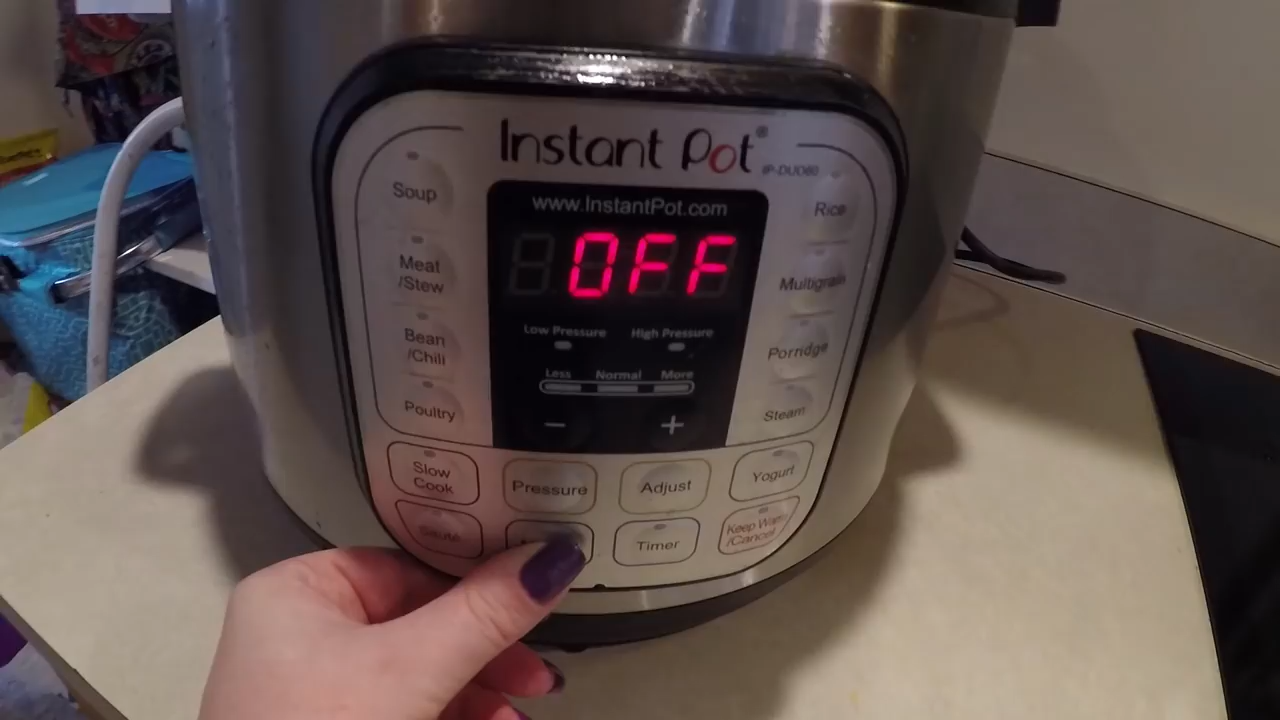 Instant Pot®
IP-DUO80
www.InstantPot.com
OFF
Low Pressure High Pressure
Less Normal More
− +
Soup
Meat
/Stew
Bean
/Chili
Poultry
Rice
Multigrain
Porridge
Steam
Slow
Cook
Pressure
Adjust
Yogurt
Sauté
Timer
Keep Warm
/Cancel